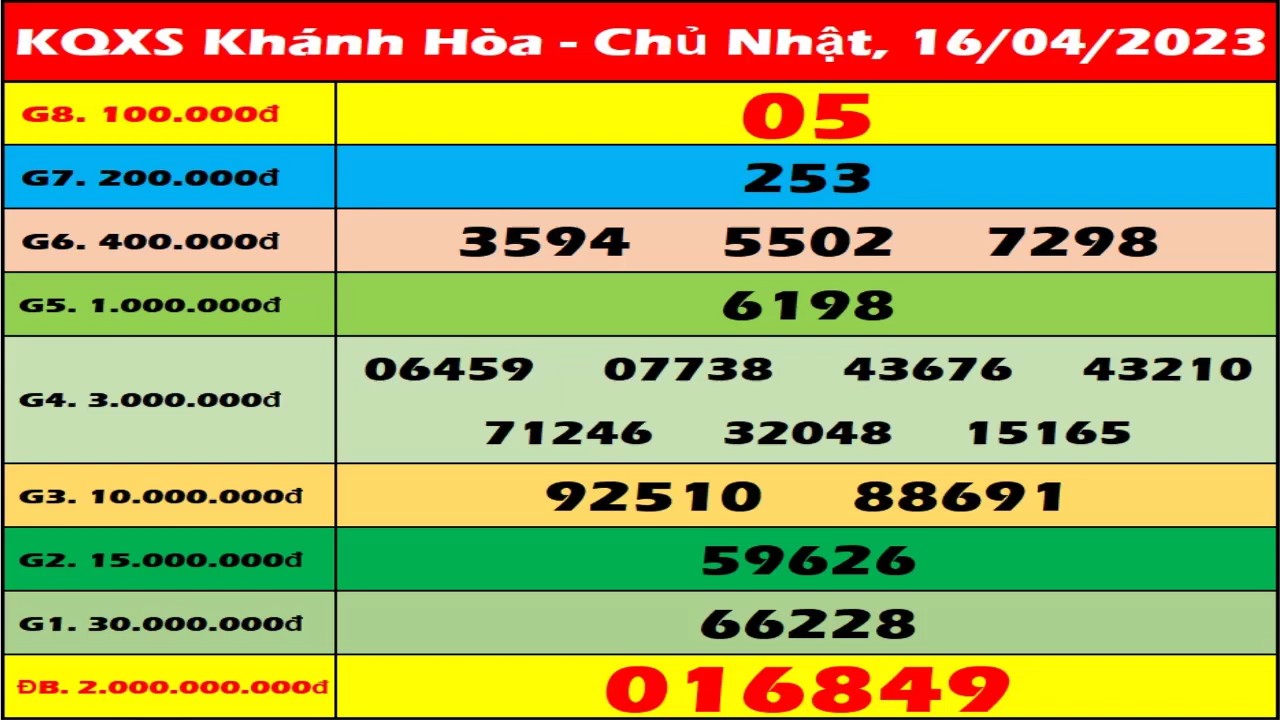 KQXS Khánh Hòa - Chủ Nhật, 16/04/2023
G8. 100.000đ 05
G7. 200.000đ 253
G6. 400.000đ 3594 5502 7298
G5. 1.000.000đ 6198
G4. 3.000.000đ
06459 07738 43676 43210
71246 32048 15165
G3. 10.000.000đ 92510 88691
G2. 15.000.000đ 59626
G1. 30.000.000đ 66228
ĐB. 2.000.000.000đ 016849